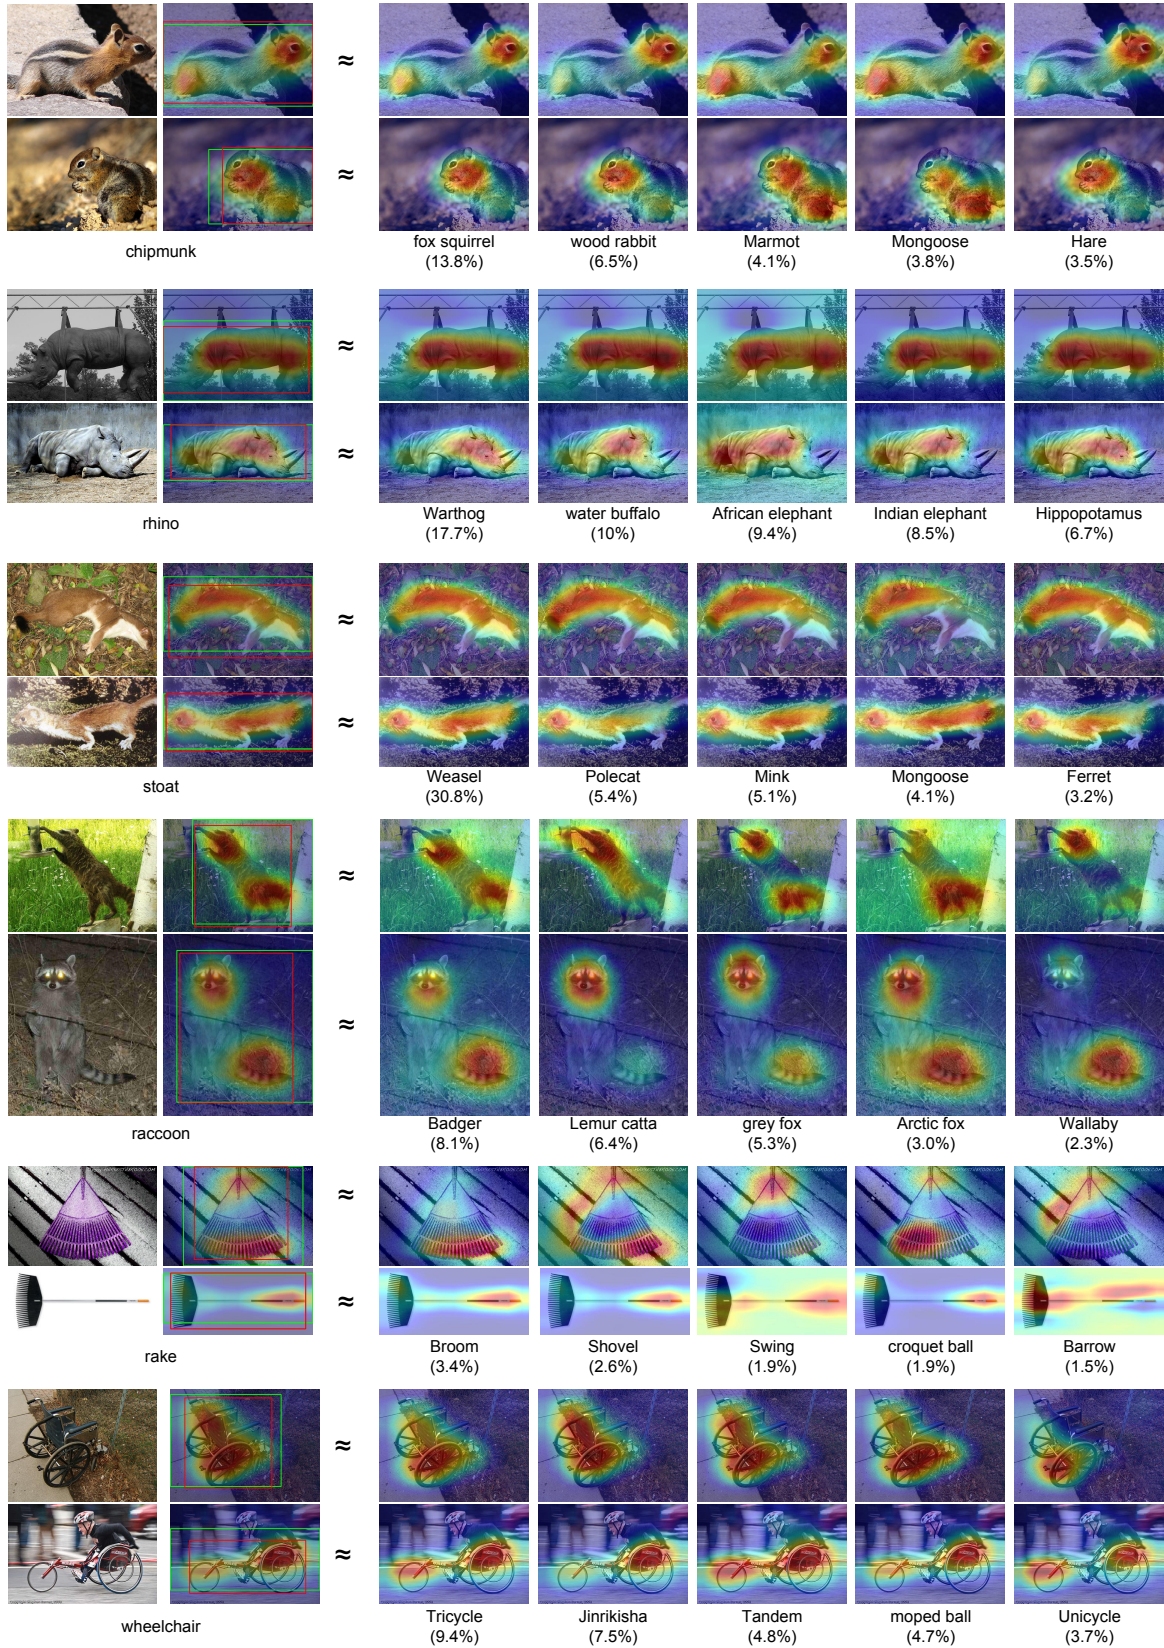 ≈
≈
chipmunk
fox squirrel
(13.8%)
wood rabbit
(6.5%)
Marmot
(4.1%)
Mongoose
(3.8%)
Hare
(3.5%)
≈
≈
rhino
Warthog
(17.7%)
water buffalo
(10%)
African elephant
(9.4%)
Indian elephant
(8.5%)
Hippopotamus
(6.7%)
≈
≈
stoat
Weasel
(30.8%)
Polecat
(5.4%)
Mink
(5.1%)
Mongoose
(4.1%)
Ferret
(3.2%)
≈
≈
raccoon
Badger
(8.1%)
Lemur catta
(6.4%)
grey fox
(5.3%)
Arctic fox
(3.0%)
Wallaby
(2.3%)
≈
≈
rake
Broom
(3.4%)
Shovel
(2.6%)
Swing
(1.9%)
croquet ball
(1.9%)
Barrow
(1.5%)
≈
≈
wheelchair
Tricycle
(9.4%)
Jinrikisha
(7.5%)
Tandem
(4.8%)
moped ball
(4.7%)
Unicycle
(3.7%)